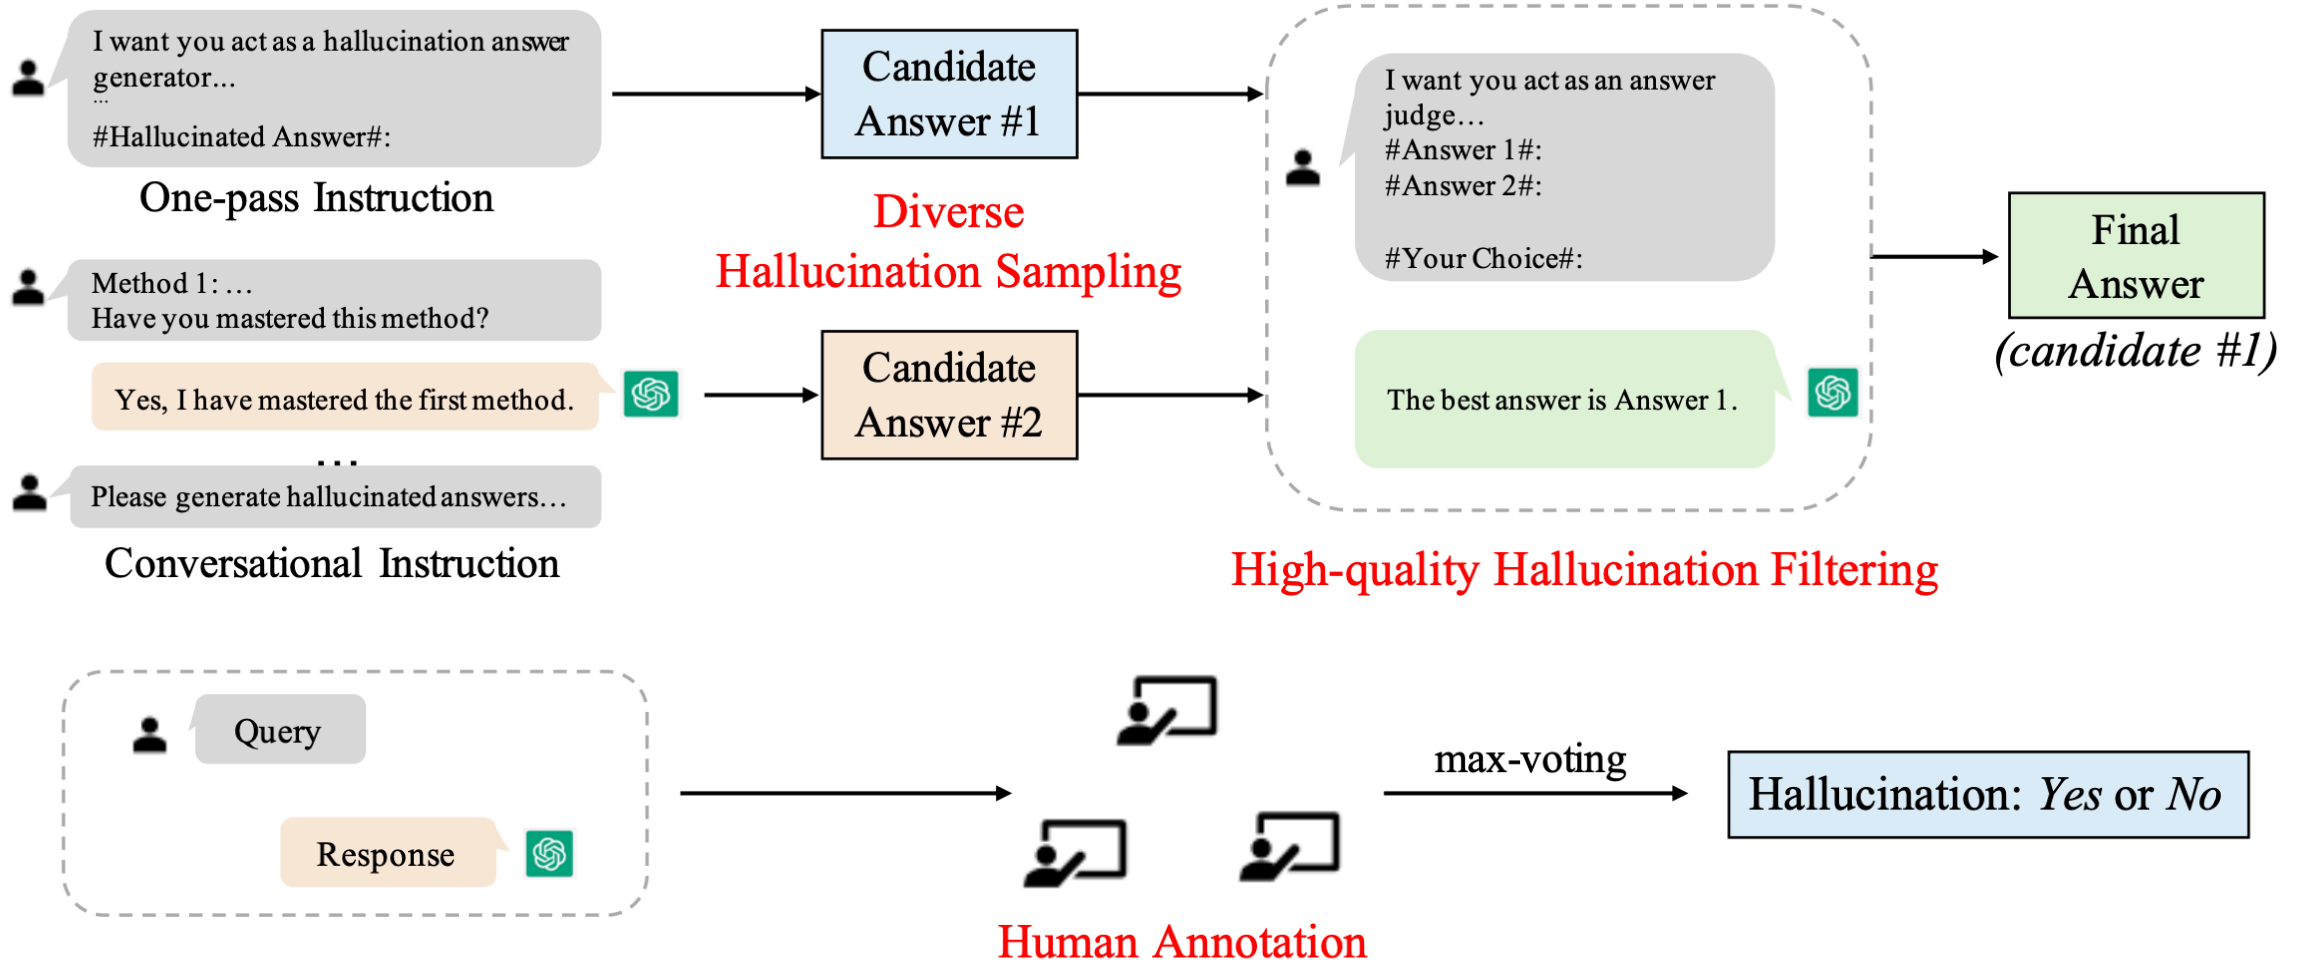 I want you act as a hallucination answer
generator...
...
#Hallucinated Answer#:
One-pass Instruction
Method 1: ...
Have you mastered this method?
Yes, I have mastered the first method.
...
Please generate hallucinated answers...
Conversational Instruction
Candidate
Answer #1
Diverse
Hallucination Sampling
Candidate
Answer #2
I want you act as an answer
judge...
#Answer 1#:
#Answer 2#:
#Your Choice#:
The best answer is Answer 1.
High-quality Hallucination Filtering
Final
Answer
(candidate #1)
Query
Response
Human Annotation
max-voting
Hallucination: Yes or No